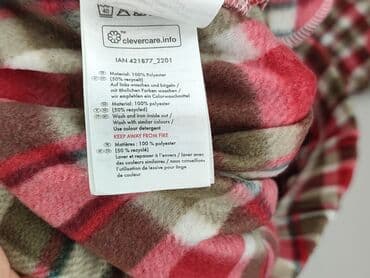 40
clevercare.info
IAN 421877_2201
Material: 100% Polyester
(50% recycelt)
Auf links waschen und bügeln /
mit ähnlichen Farben waschen /
wir empfehlen ein Colorwaschmittel
Material: 100% polyester
(50% recycled)
Wash and iron inside out /
Wash with similar colours /
Use colour detergent
KEEP AWAY FROM FIRE
Matières: 100 % polyester
(50 % recyclé)
Laver et repasser à l'envers / laver avec
des couleurs similaires / nous conseillons
l'utilisation de lessive pour linge
de couleur